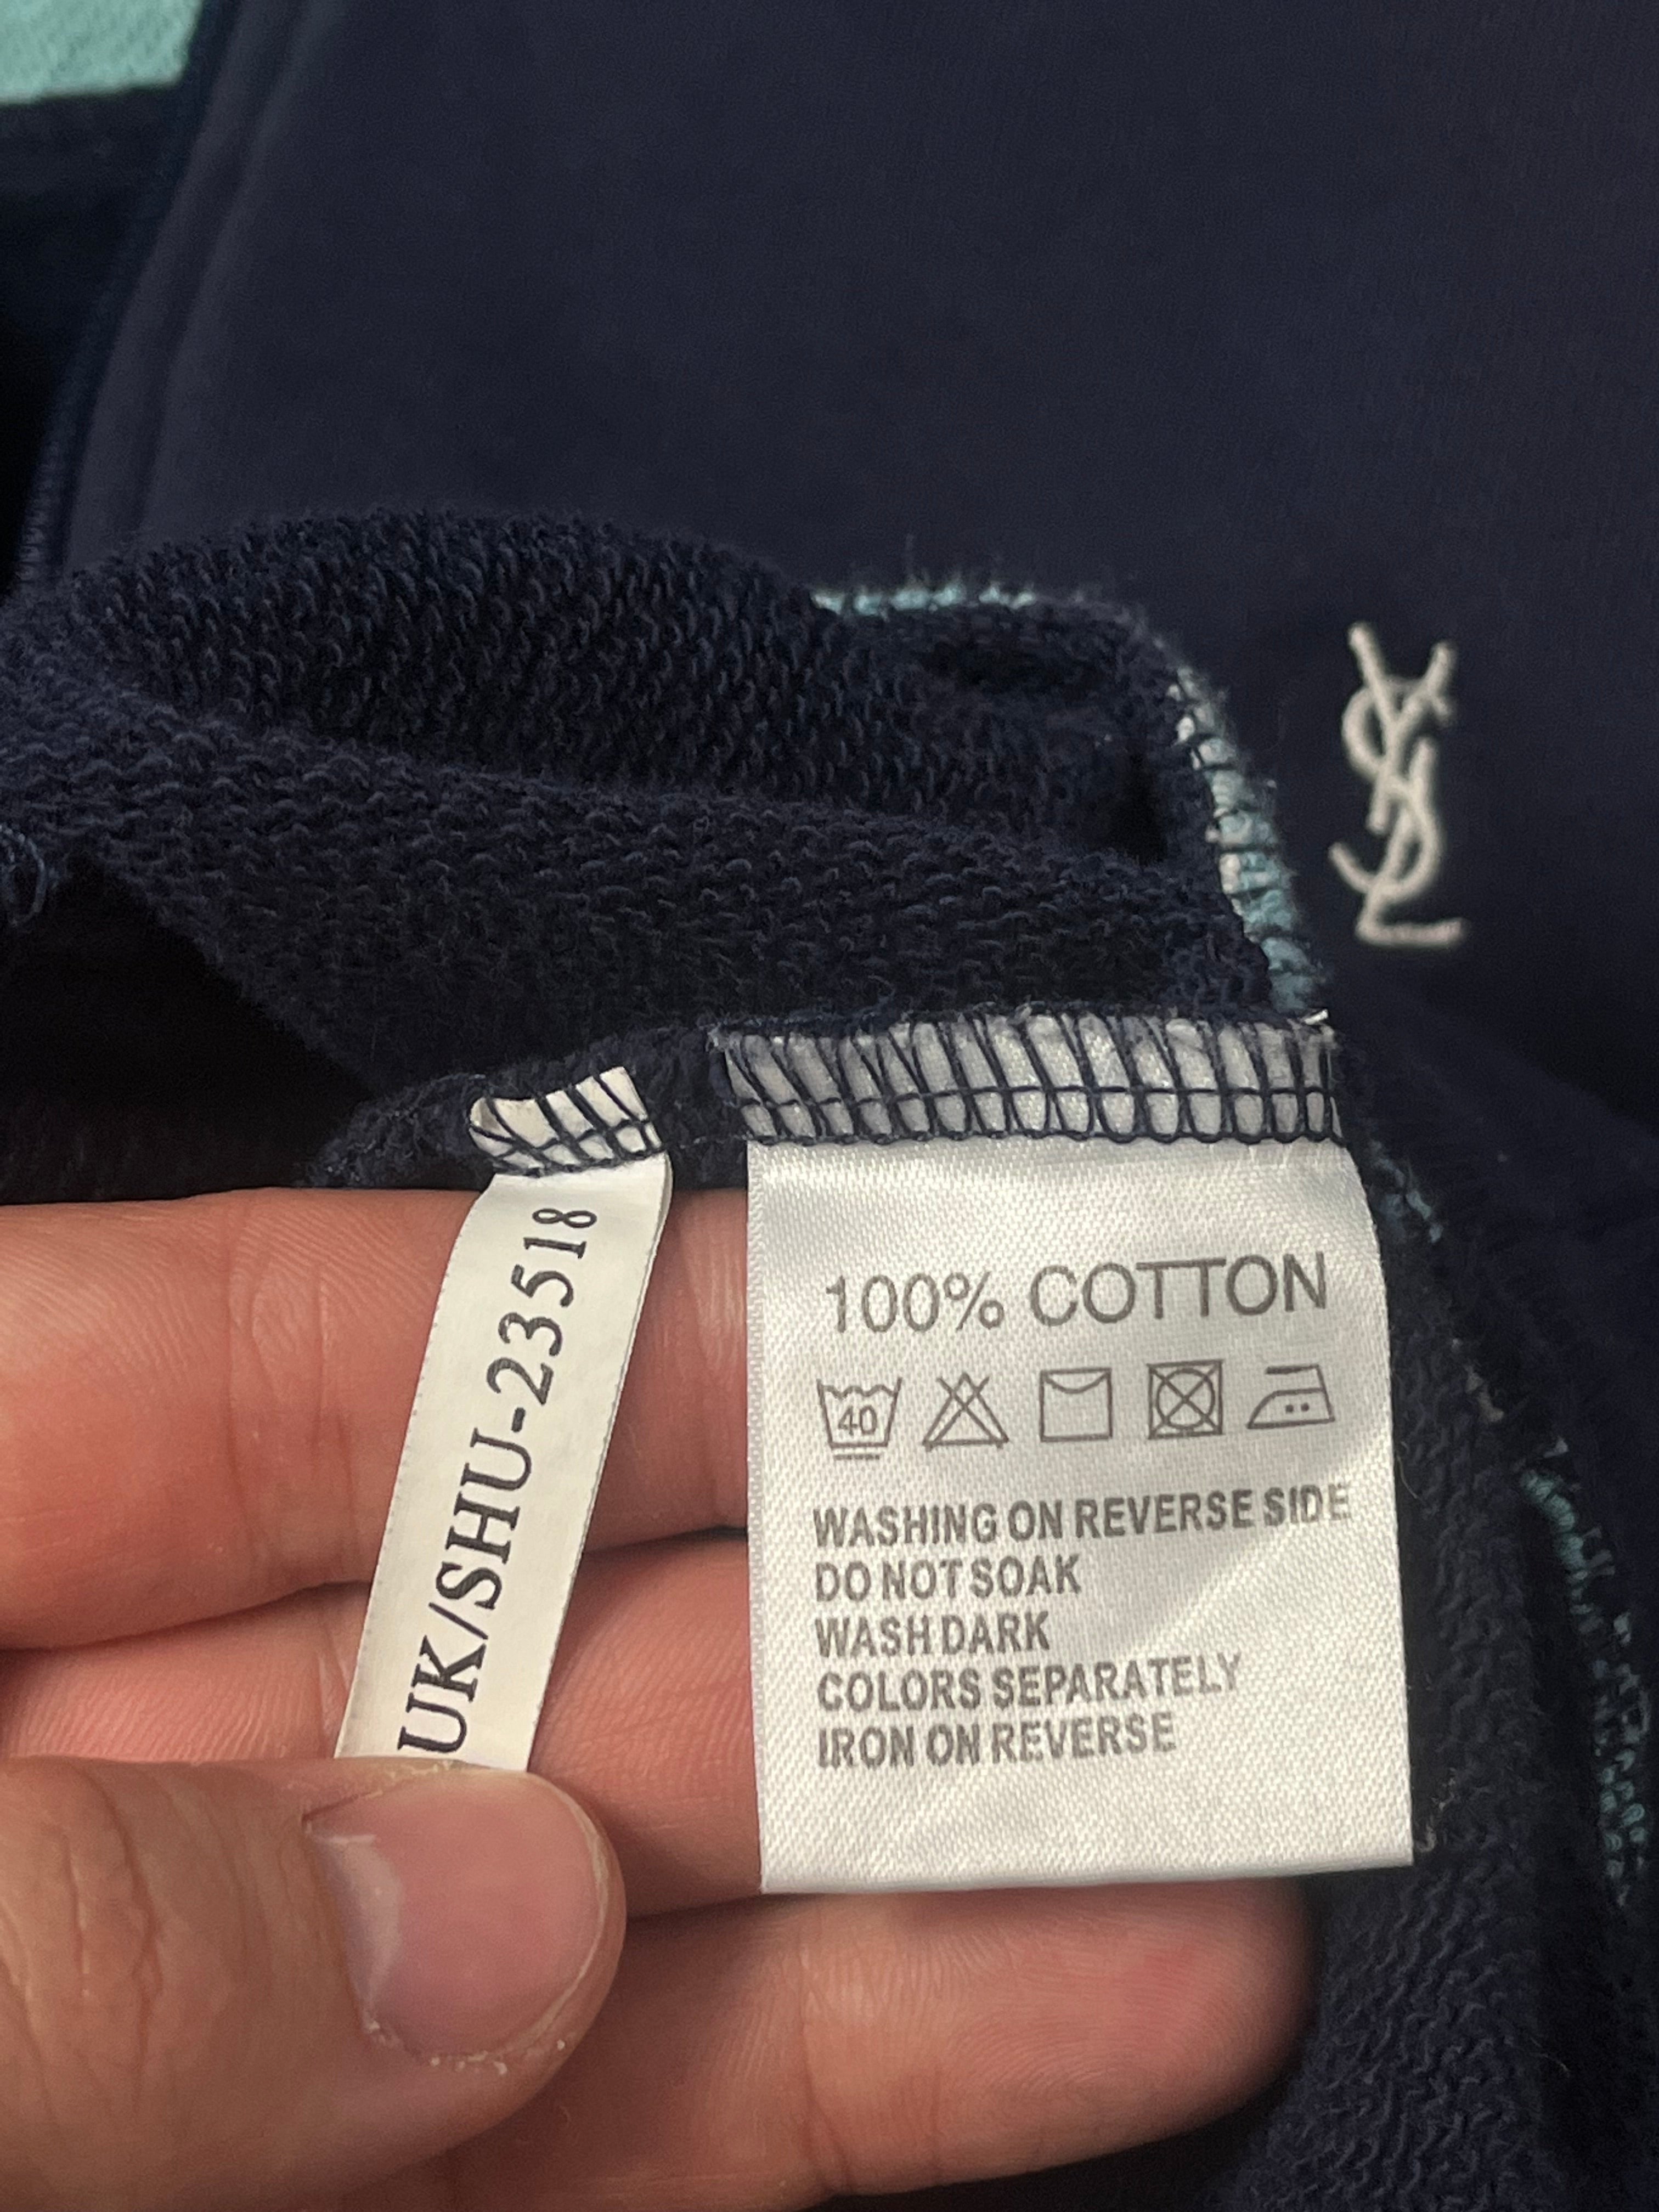 YSL
UK/SHU-23518
100% COTTON
40
WASHING ON REVERSE SIDE
DO NOT SOAK
WASH DARK
COLORS SEPARATELY
IRON ON REVERSE